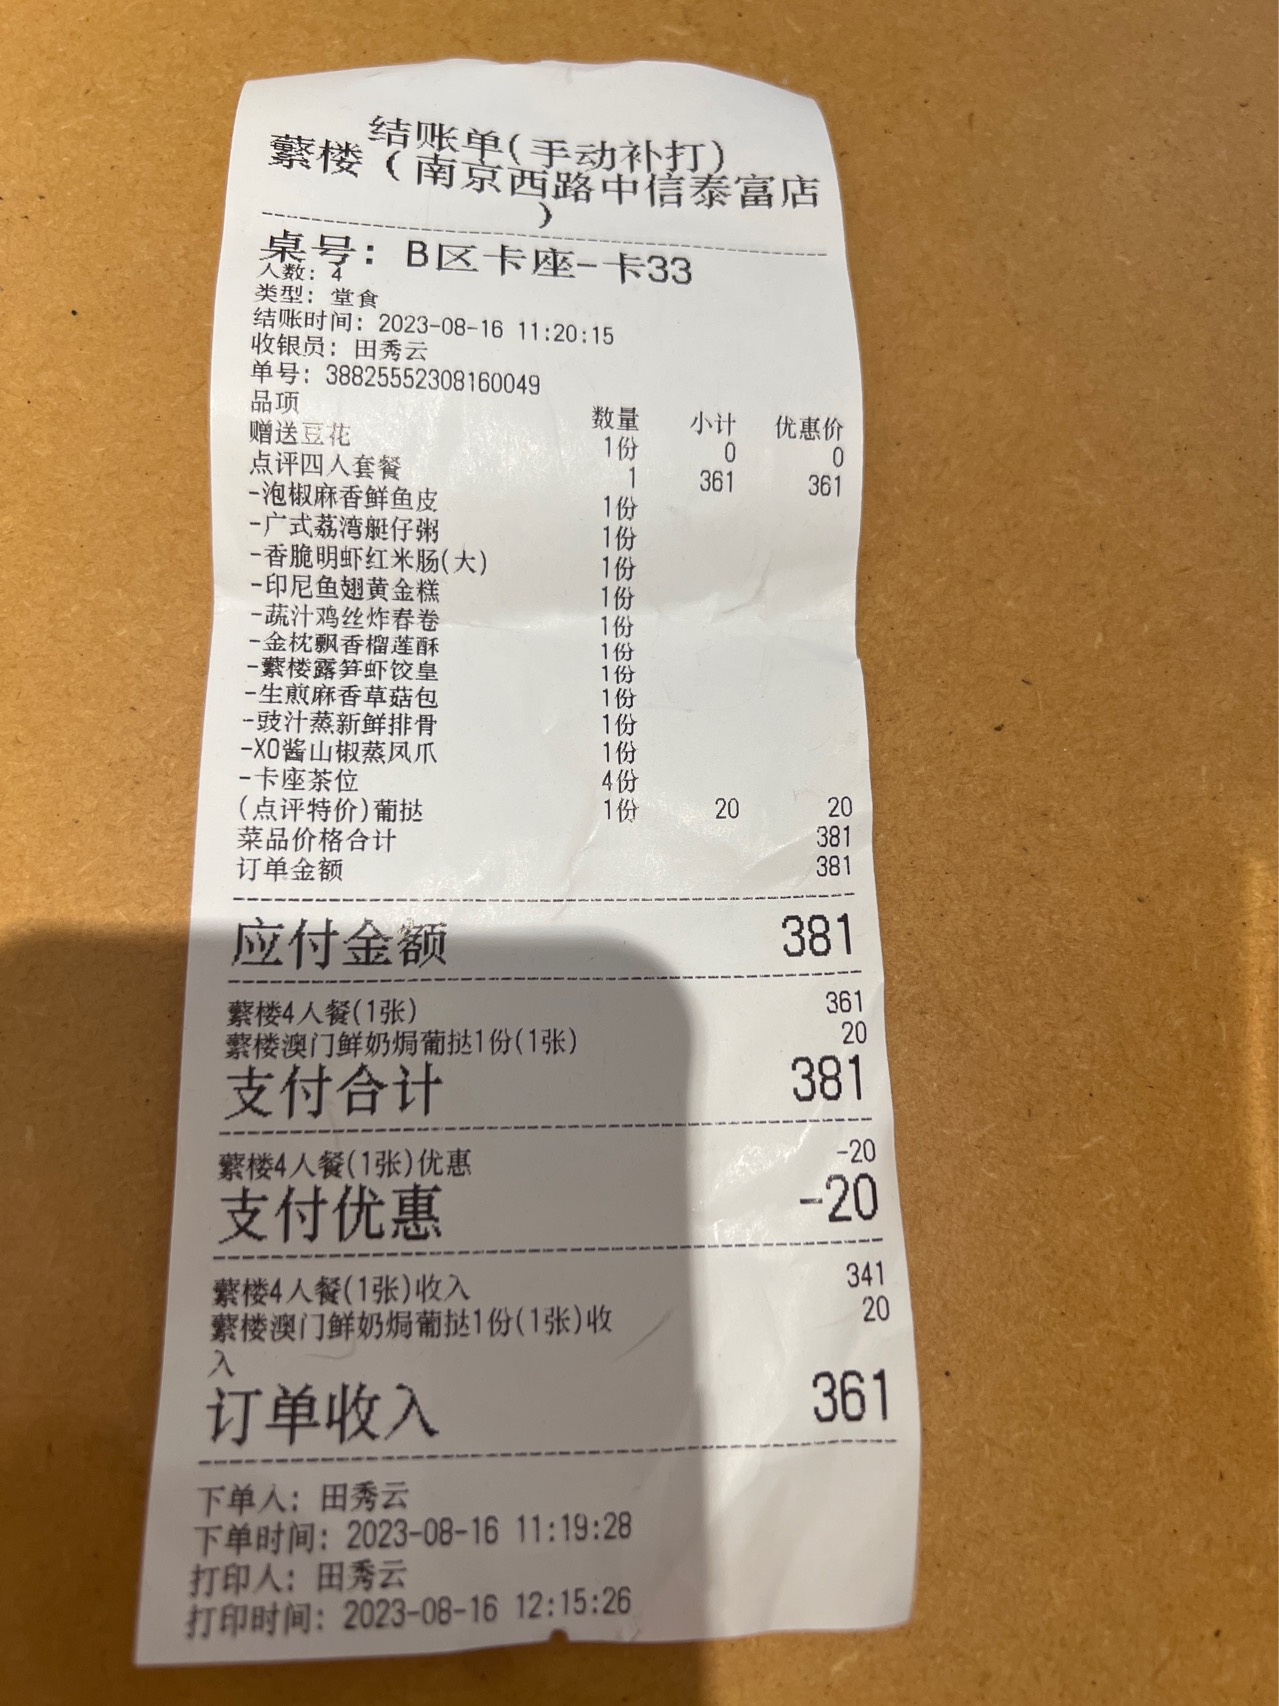 结账单(手动补打)
蘩楼（南京西路中信泰富店
）
桌号：B区卡座-卡33
人数：4
类型：堂食
结账时间：2023-08-16 11:20:15
收银员：田秀云
单号：388255552308160049
品项 数量 小计 优惠价
赠送豆花 1份 0 0
点评四人套餐 1 361 361
-泡椒麻香鲜鱼皮 1份
-广式荔湾艇仔粥 1份
-香脆明虾红米肠(大) 1份
-印尼鱼翅黄金糕 1份
-蔬汁鸡丝炸春卷 1份
-金枕飘香榴莲酥 1份
-蘩楼露笋虾饺皇 1份
-生煎麻香草菇包 1份
-豉汁蒸新鲜排骨 1份
-XO酱山椒蒸凤爪 1份
-卡座茶位 4份
(点评特价)葡挞 1份 20 20
菜品价格合计 381
订单金额 381
应付金额 381
蘩楼4人餐(1张) 361
蘩楼澳门鲜奶焗葡挞1份(1张) 20
支付合计 381
蘩楼4人餐(1张)优惠 -20
支付优惠 -20
蘩楼4人餐(1张)收入 341
蘩楼澳门鲜奶焗葡挞1份(1张)收 20
入
订单收入 361
下单人：田秀云
下单时间：2023-08-16 11:19:28
打印人：田秀云
打印时间：2023-08-16 12:15:26